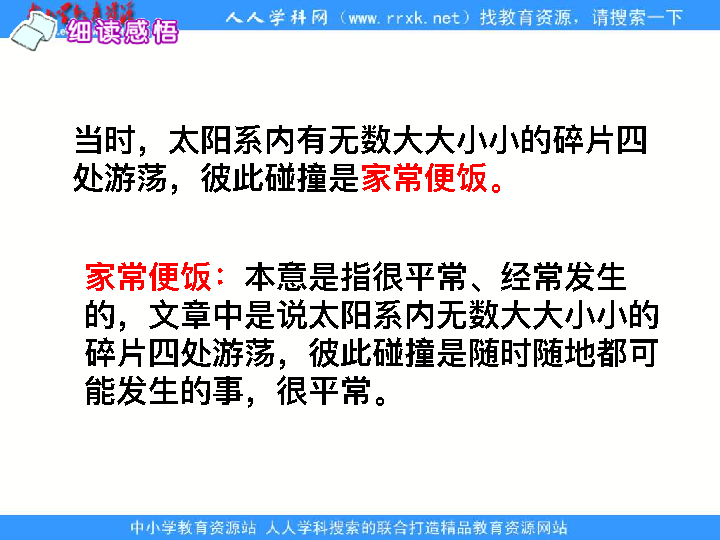 人人学科网（www.rrxk.net）找教育资源，请搜索一下
细读感悟
当时，太阳系内有无数大大小小的碎片四
处游荡，彼此碰撞是家常便饭。
家常便饭：本意是指很平常、经常发生
的，文章中是说太阳系内无数大大小小的
碎片四处游荡，彼此碰撞是随时随地都可
能发生的事，很平常。
中小学教育资源站 人人学科搜索的联合打造精品教育资源网站